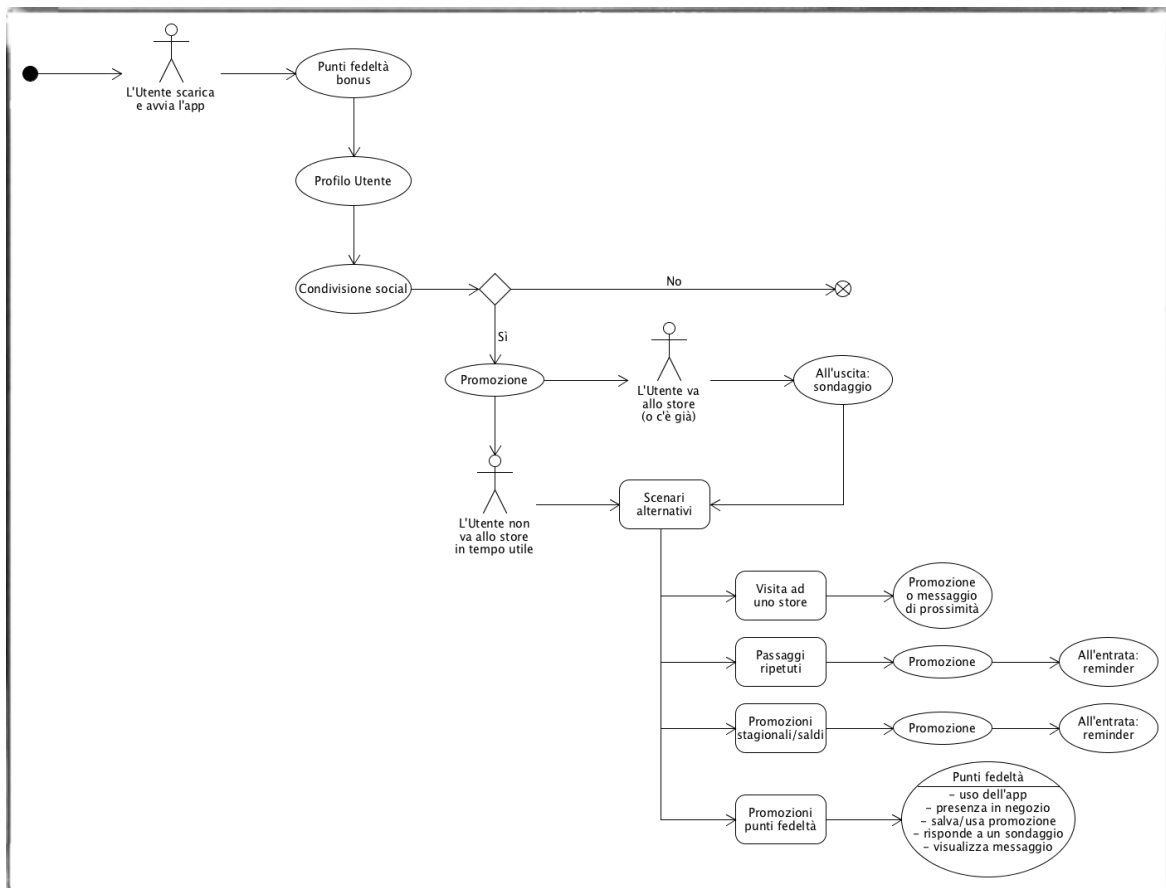 L'Utente scarica
e avvia l'app
Punti fedeltà
bonus
Profilo Utente
Condivisione social
No
Sì
Promozione
L'Utente va
allo store
(o c'è già)
All'uscita:
sondaggio
L'Utente non
va allo store
in tempo utile
Scenari
alternativi
Visita ad
uno store
Promozione
o messaggio
di prossimità
Passaggi
ripetuti
Promozione
All'entrata:
reminder
Promozioni
stagionali/saldi
Promozione
All'entrata:
reminder
Promozioni
punti fedeltà
Punti fedeltà
– uso dell'app
– presenza in negozio
– salva/usa promozione
– risponde a un sondaggio
– visualizza messaggio